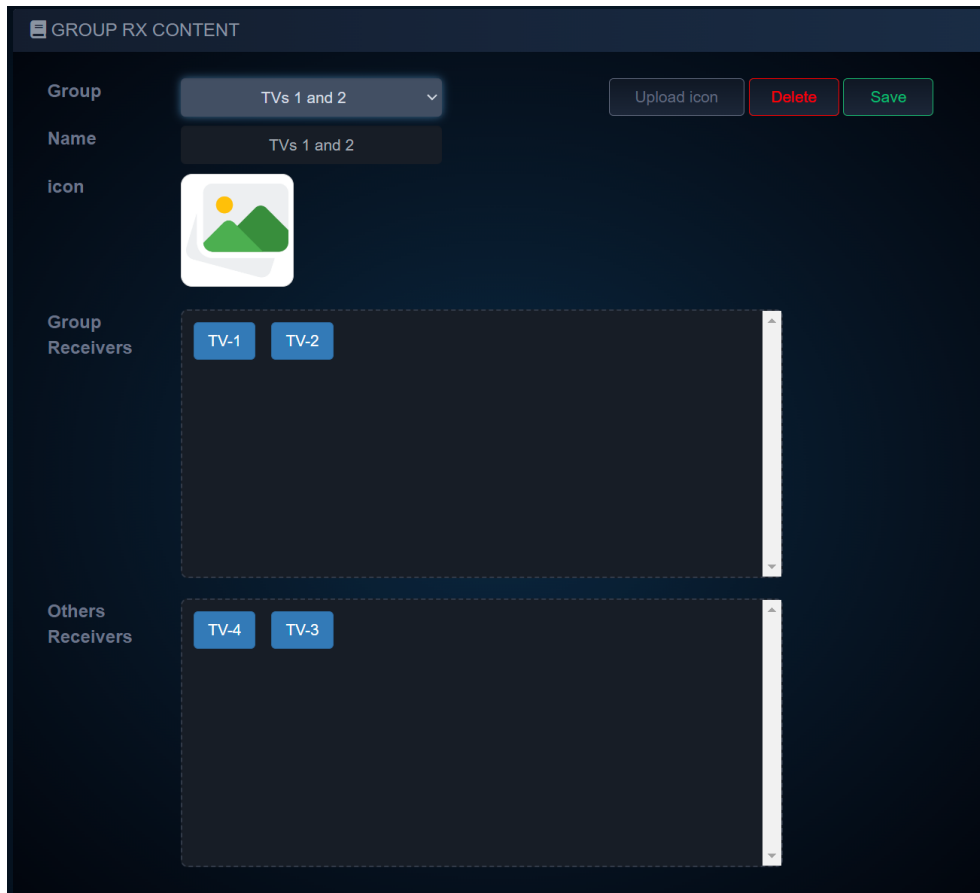 GROUP RX CONTENT
Group
TVs 1 and 2
Upload icon
Delete
Save
Name
TVs 1 and 2
icon
Group
Receivers
TV-1
TV-2
Others
Receivers
TV-4
TV-3